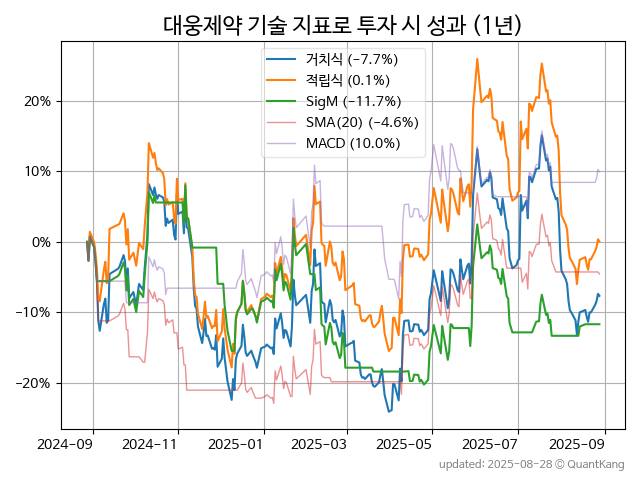 대웅제약 기술 지표로 투자 시 성과 (1년)
거치식 (−7.7%)
적립식 (0.1%)
SigM (−11.7%)
SMA(20) (−4.6%)
MACD (10.0%)
20%
10%
0%
−10%
−20%
2024-09 2024-11 2025-01 2025-03 2025-05 2025-07 2025-09
updated: 2025-08-28 © QuantKang